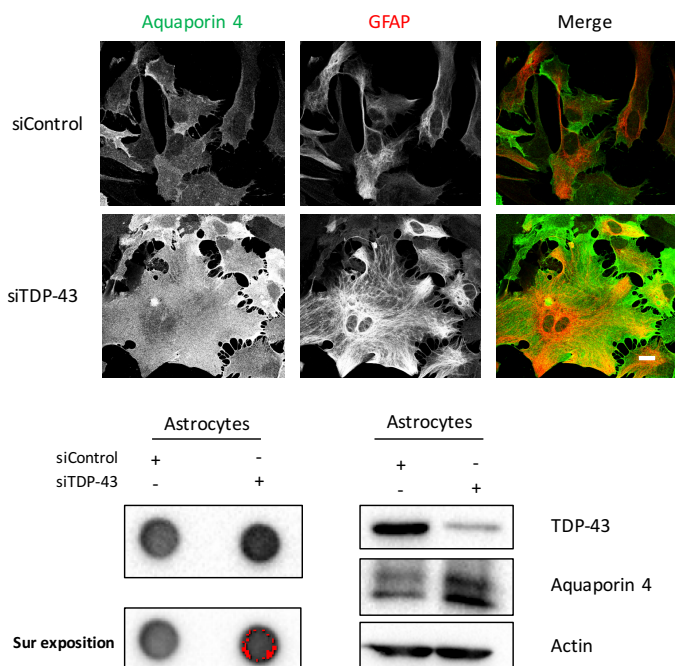 Aquaporin 4 GFAP Merge
siControl
siTDP-43
Astrocytes
siControl + -
siTDP-43 - +
Sur exposition
Astrocytes
+ -
- +
TDP-43
Aquaporin 4
Actin